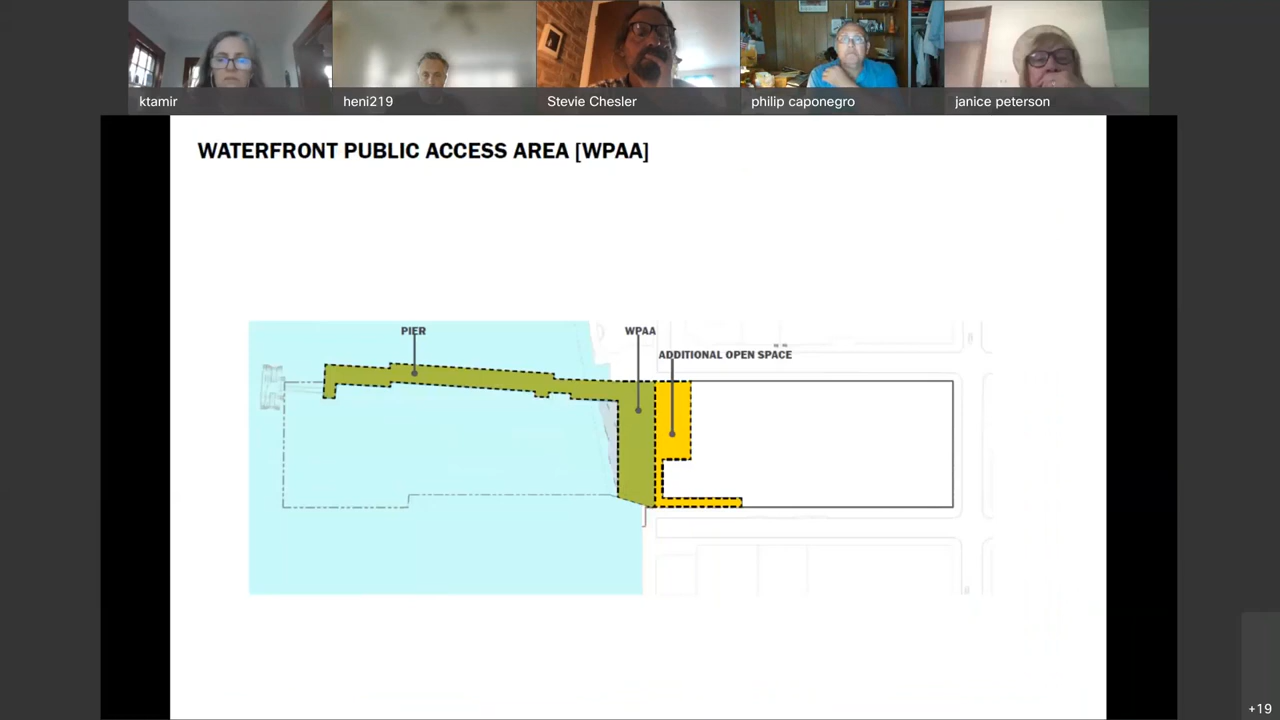 ktamir
heni219
Stevie Chesler
philip caponegro
janice peterson
WATERFRONT PUBLIC ACCESS AREA [WPAA]
PIER
WPAA
ADDITIONAL OPEN SPACE
+19